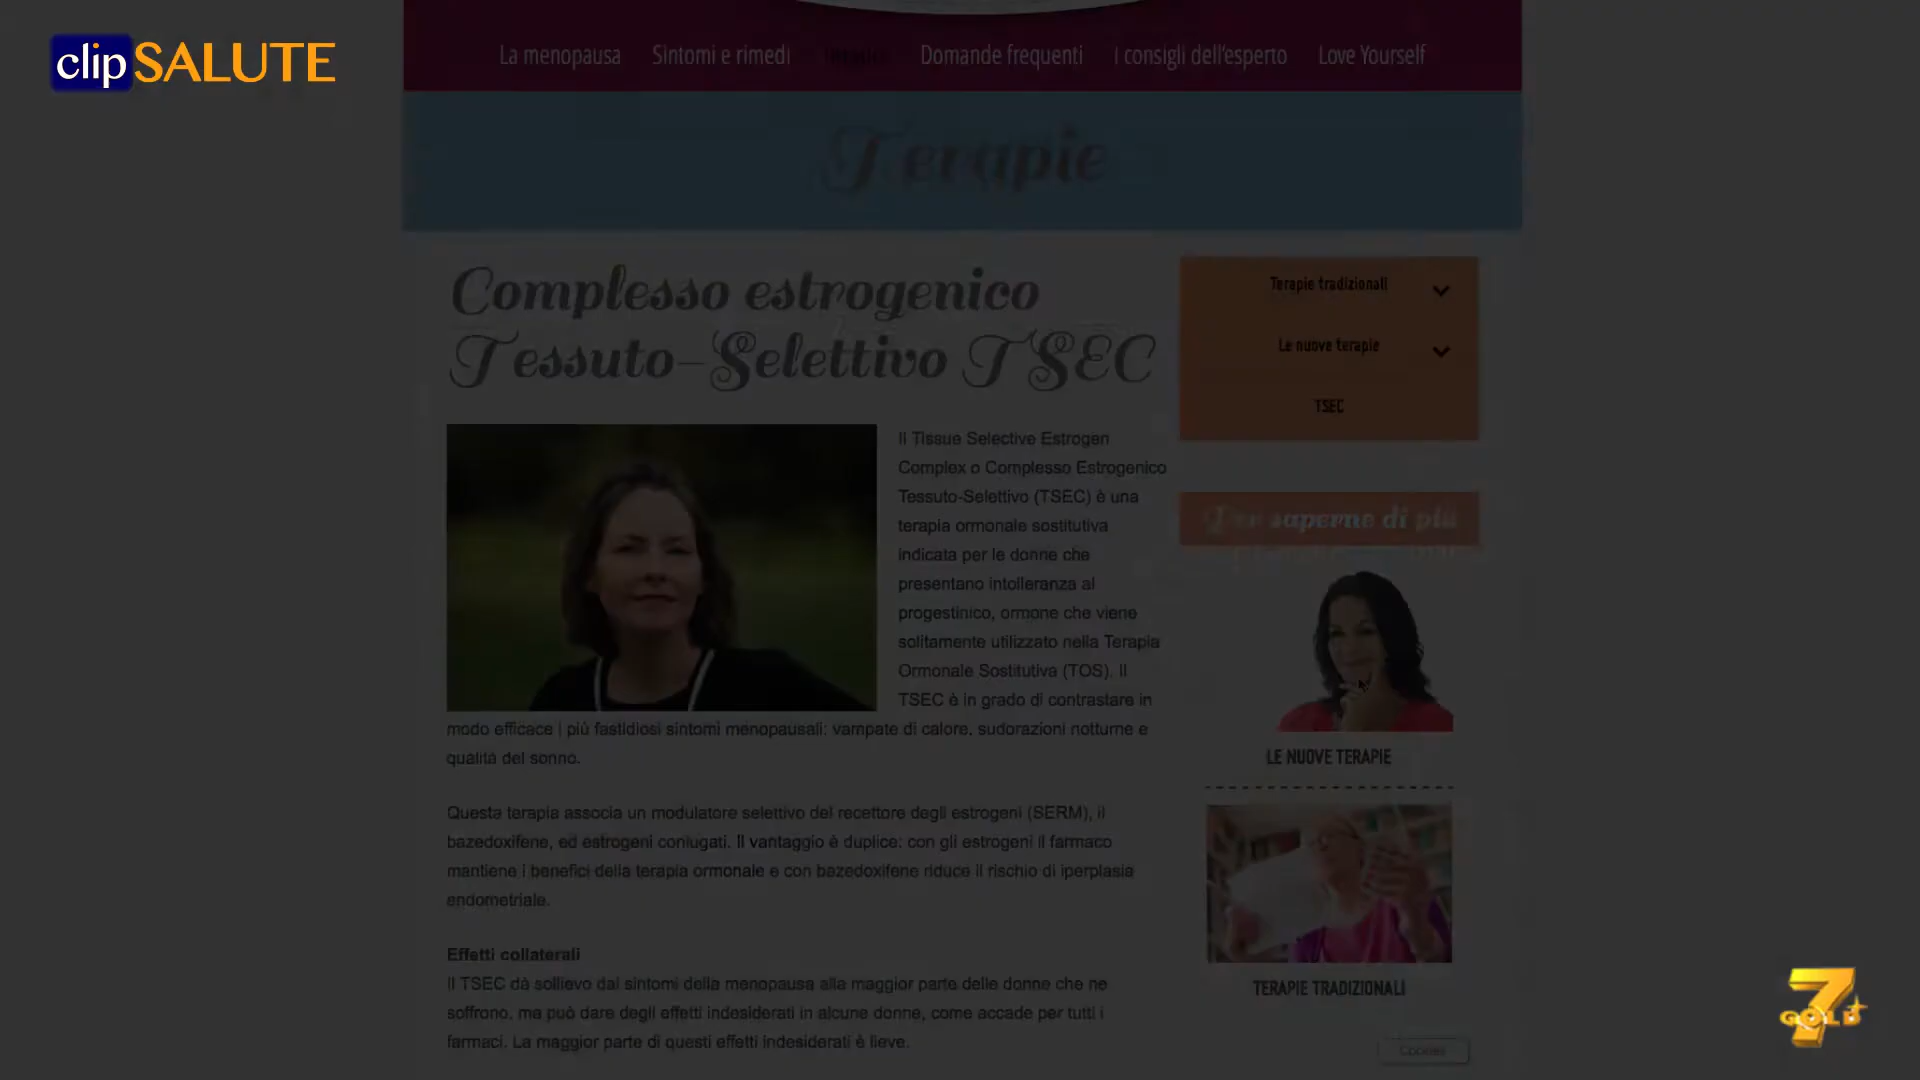 clipSALUTE
La menopausa Sintomi e rimedi Terapie Domande frequenti I consigli dell'esperto Love Yourself
Terapie
Complesso estrogenico
Tessuto-Selettivo TSEC
Il Tissue Selective Estrogen
Complex o Complesso Estrogenico
Tessuto-Selettivo (TSEC) è una
terapia ormonale sostitutiva
indicata per le donne che
presentano intolleranza al
progestinico, ormone che viene
solitamente utilizzato nella Terapia
Ormonale Sostitutiva (TOS). Il
TSEC è in grado di contrastare in
modo efficace i più fastidiosi sintomi menopausali: vampate di calore, sudorazioni notturne e
qualità del sonno.
Questa terapia associa un modulatore selettivo del recettore degli estrogeni (SERM), il
bazedoxifene, ed estrogeni coniugati. Il vantaggio è duplice: con gli estrogeni il farmaco
mantiene i benefici della terapia ormonale e con bazedoxifene riduce il rischio di iperplasia
endometriale.
Effetti collaterali
Il TSEC dà sollievo dai sintomi della menopausa alla maggior parte delle donne che ne
soffrono, ma può dare degli effetti indesiderati in alcune donne, come accade per tutti i
farmaci. La maggior parte di questi effetti indesiderati è lieve.
Terapie tradizionali
Le nuove terapie
TSEC
Per saperne di più
LE NUOVE TERAPIE
TERAPIE TRADIZIONALI
Cookies
7
GOLD